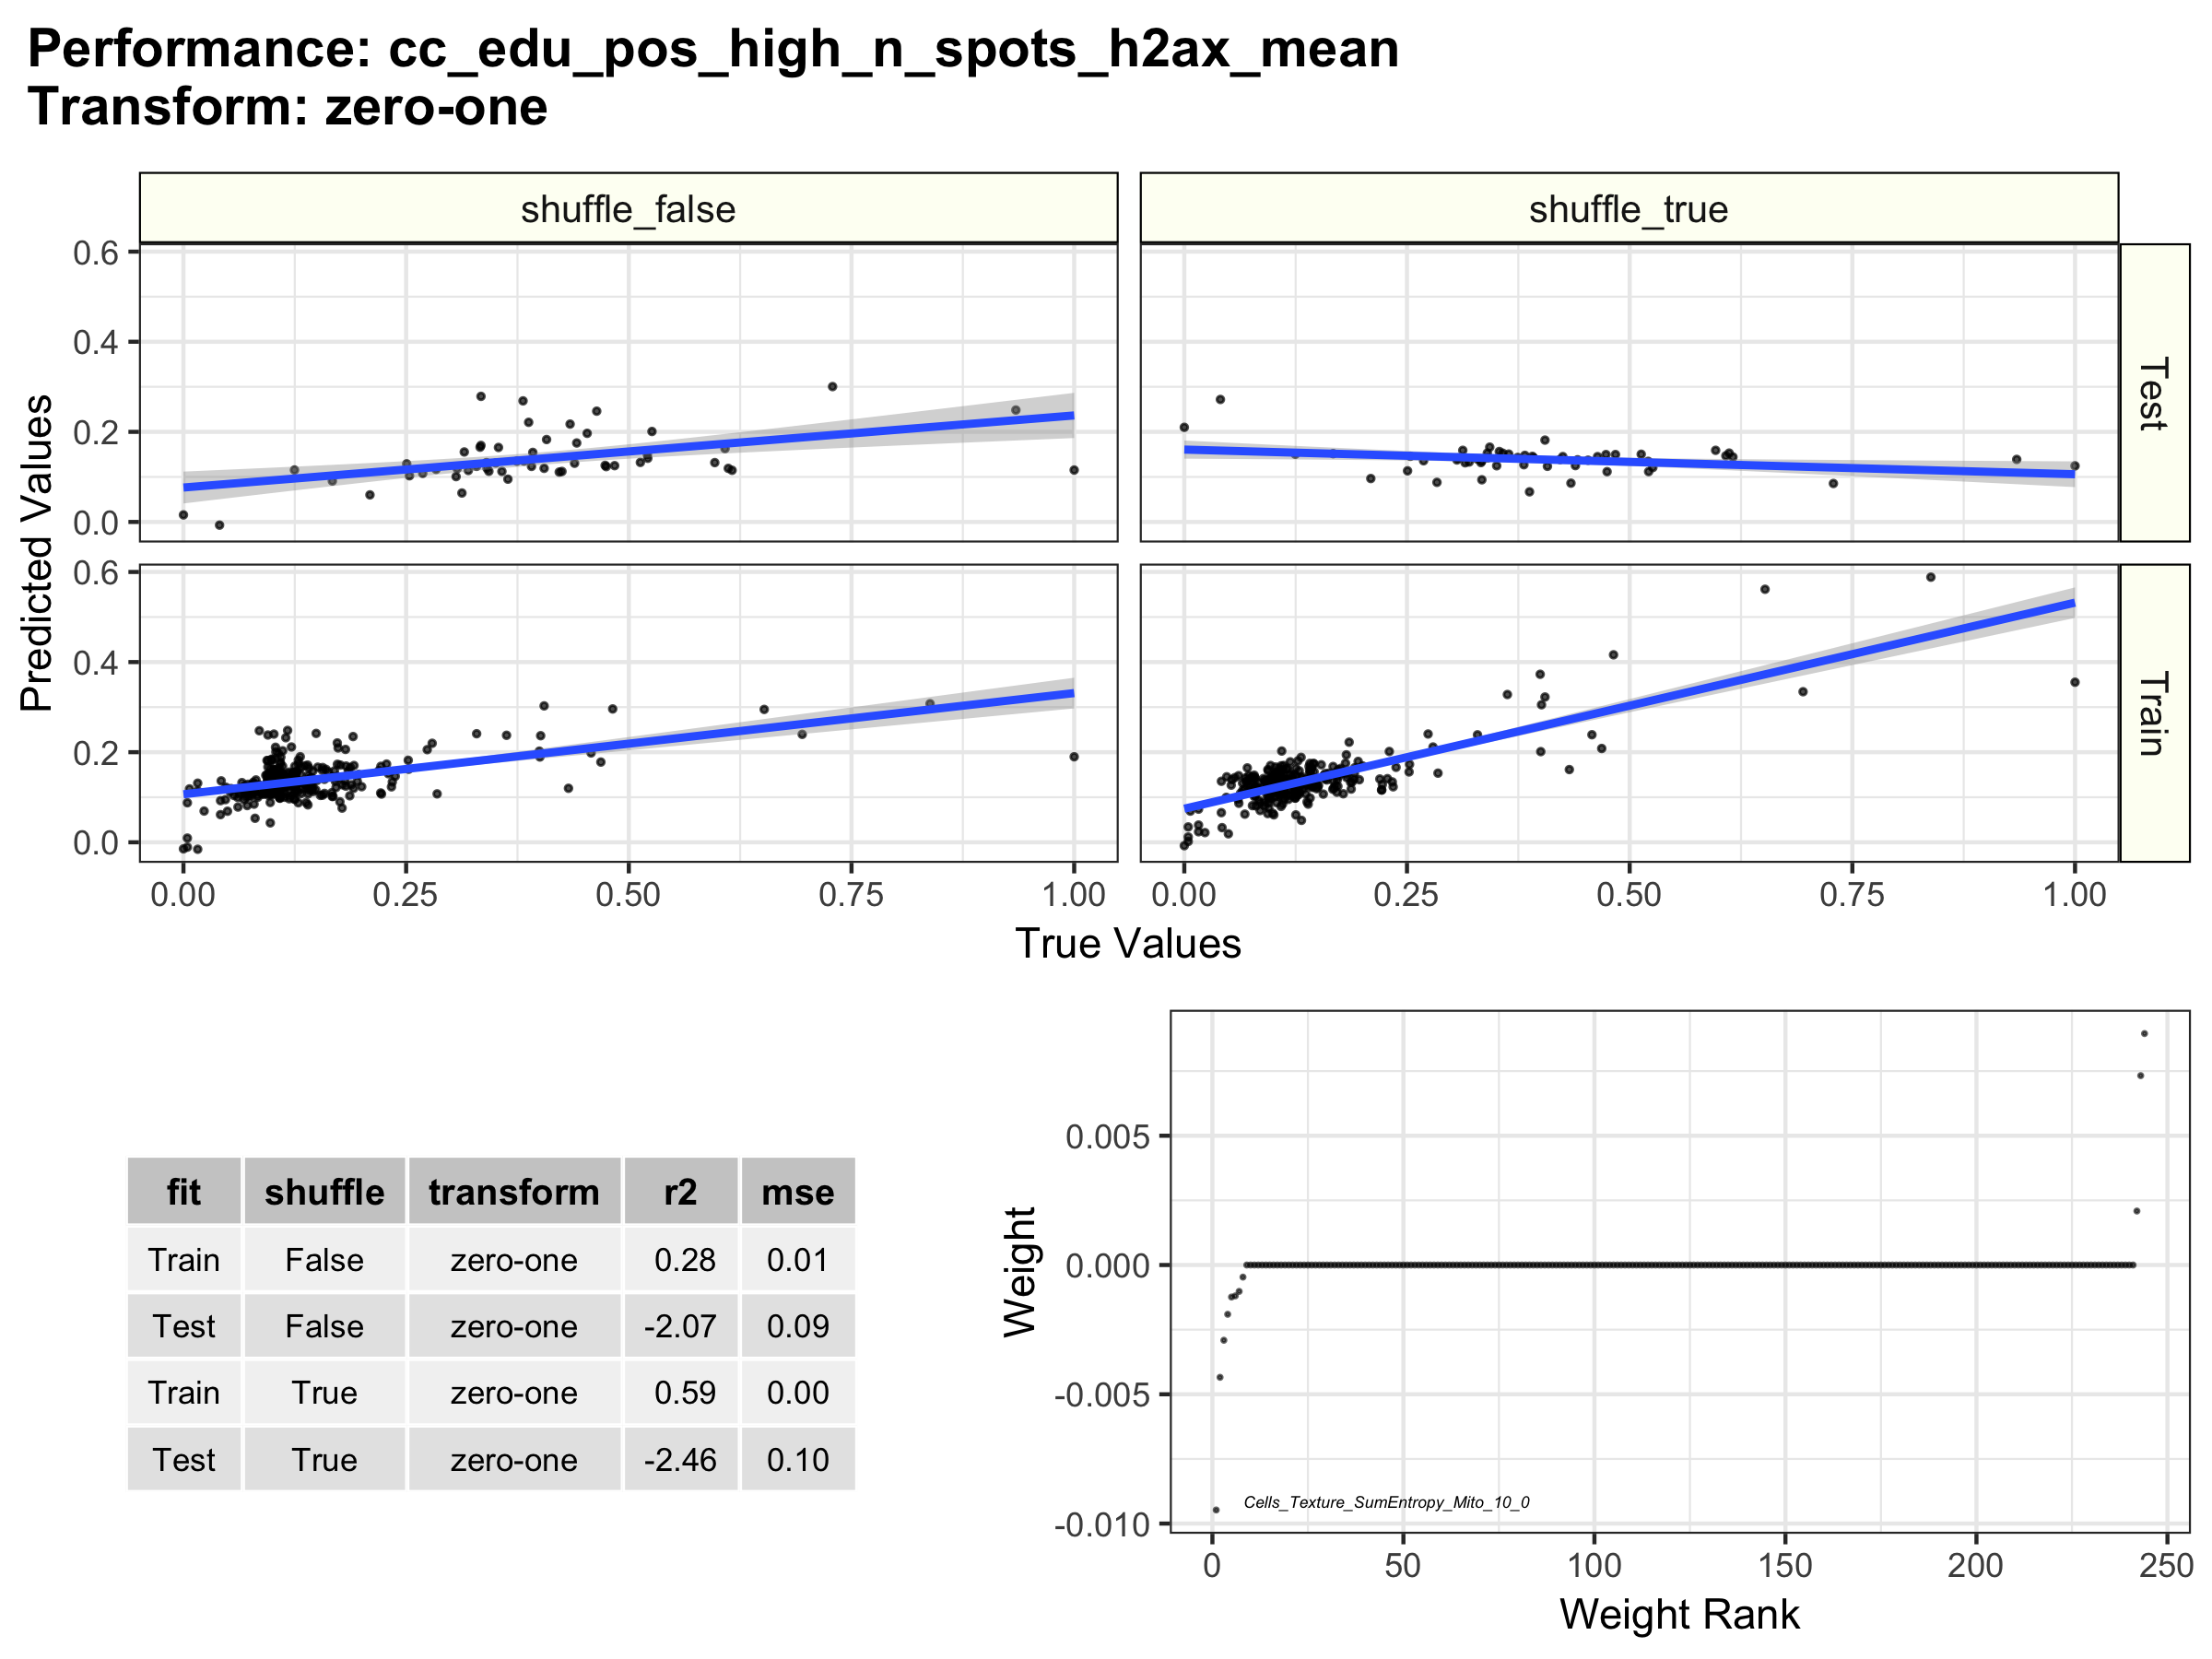 Performance: cc_edu_pos_high_n_spots_h2ax_mean
Transform: zero-one
shuffle_false
shuffle_true
Predicted Values
0.6
0.4
0.2
0.0
Test
0.6
0.4
0.2
0.0
Train
0.00 0.25 0.50 0.75 1.00
0.00 0.25 0.50 0.75 1.00
True Values
fit shuffle transform r2 mse
Train False zero-one 0.28 0.01
Test False zero-one -2.07 0.09
Train True zero-one 0.59 0.00
Test True zero-one -2.46 0.10
Weight
0.005
0.000
-0.005
-0.010
Cells_Texture_SumEntropy_Mito_10_0
0 50 100 150 200 250
Weight Rank